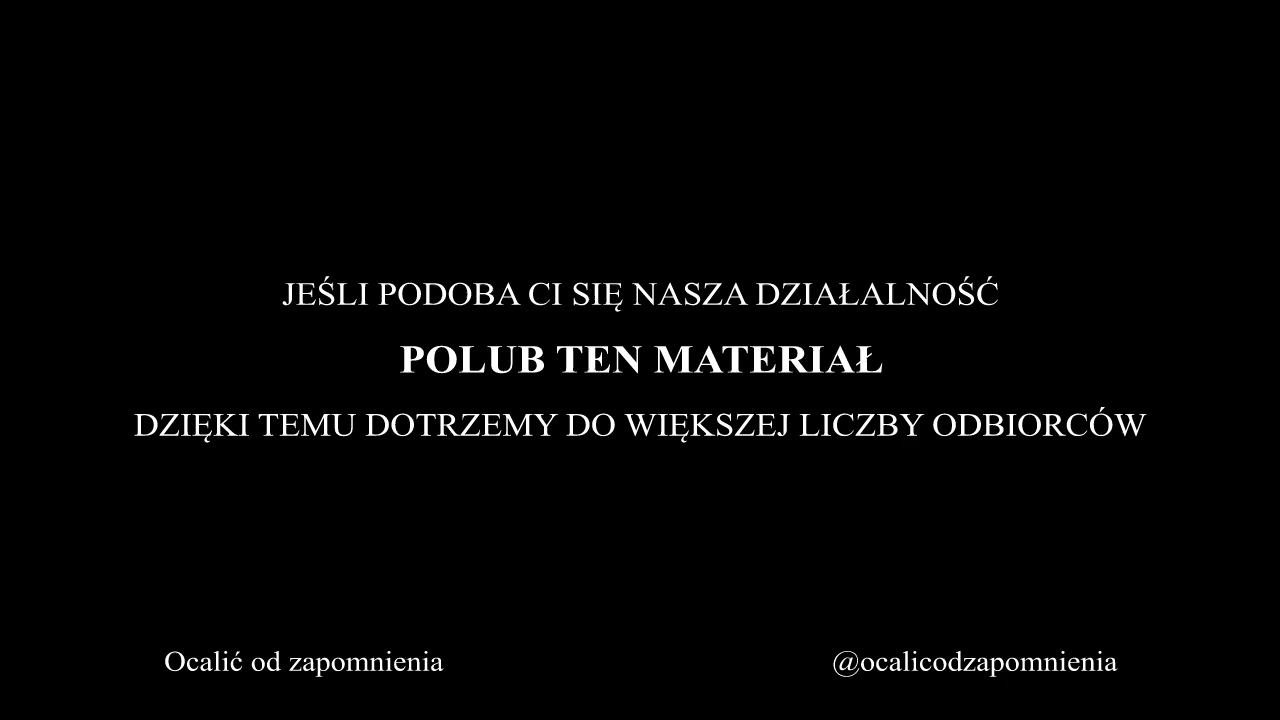 JEŚLI PODOBA CI SIĘ NASZA DZIAŁALNOŚĆ
POLUB TEN MATERIAŁ
DZIĘKI TEMU DOTRZEMY DO WIĘKSZEJ LICZBY ODBIORCÓW
Ocalić od zapomnienia
@ocalicodzapomnienia